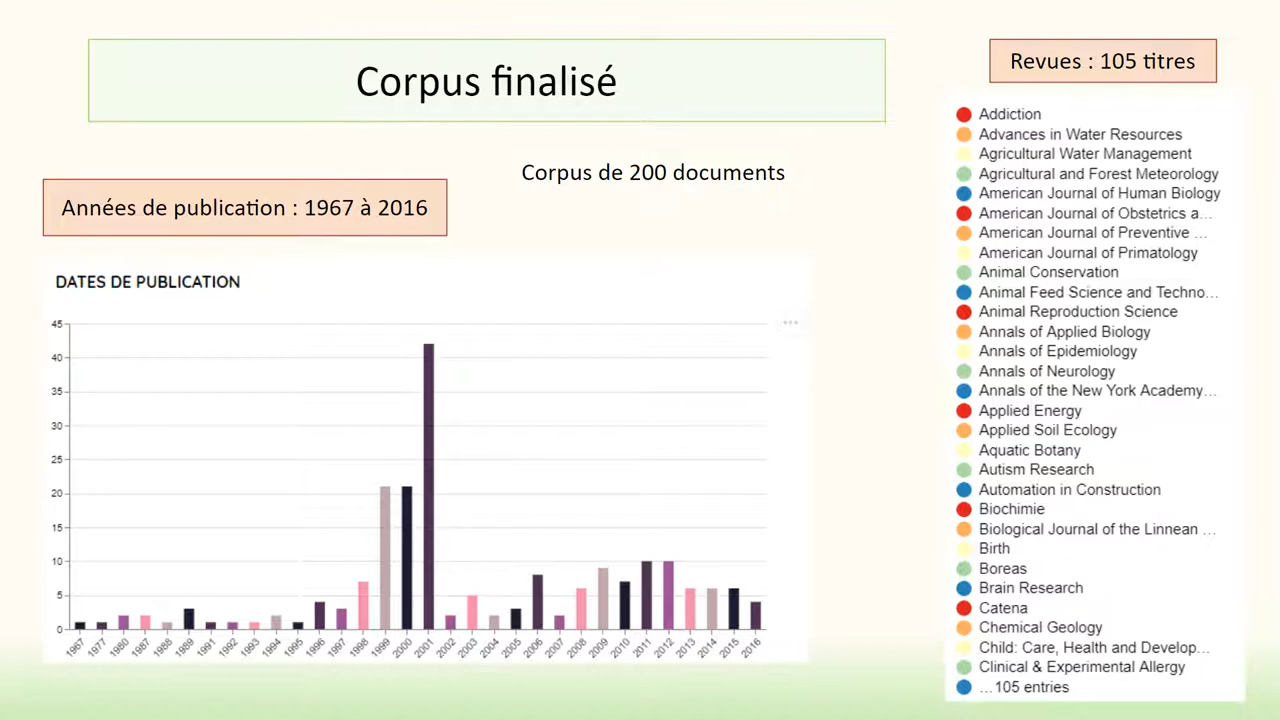 Corpus finalisé
Revues : 105 titres
Corpus de 200 documents
Années de publication : 1967 à 2016
DATES DE PUBLICATION
45
40
35
30
25
20
15
10
5
0
1967 1977 1980 1987 1988 1989 1991 1992 1993 1994 1995 1996 1997 1998 1999 2000 2001 2002 2003 2004 2005 2006 2007 2008 2009 2010 2011 2012 2013 2014 2015 2016
Addiction
Advances in Water Resources
Agricultural Water Management
Agricultural and Forest Meteorology
American Journal of Human Biology
American Journal of Obstetrics a...
American Journal of Preventive ...
American Journal of Primatology
Animal Conservation
Animal Feed Science and Techno...
Animal Reproduction Science
Annals of Applied Biology
Annals of Epidemiology
Annals of Neurology
Annals of the New York Academy...
Applied Energy
Applied Soil Ecology
Aquatic Botany
Autism Research
Automation in Construction
Biochimie
Biological Journal of the Linnean ...
Birth
Boreas
Brain Research
Catena
Chemical Geology
Child: Care, Health and Develop...
Clinical & Experimental Allergy
...105 entries